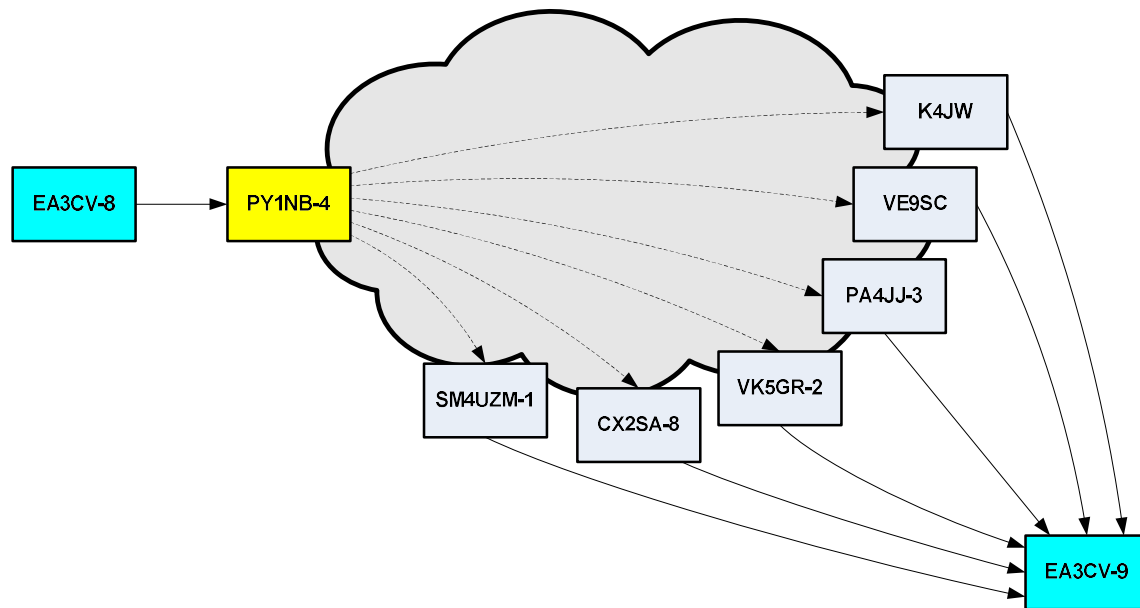 K4JW
EA3CV-8
PY1NB-4
VE9SC
PA4JJ-3
SM4UZM-1
CX2SA-8
VK5GR-2
EA3CV-9